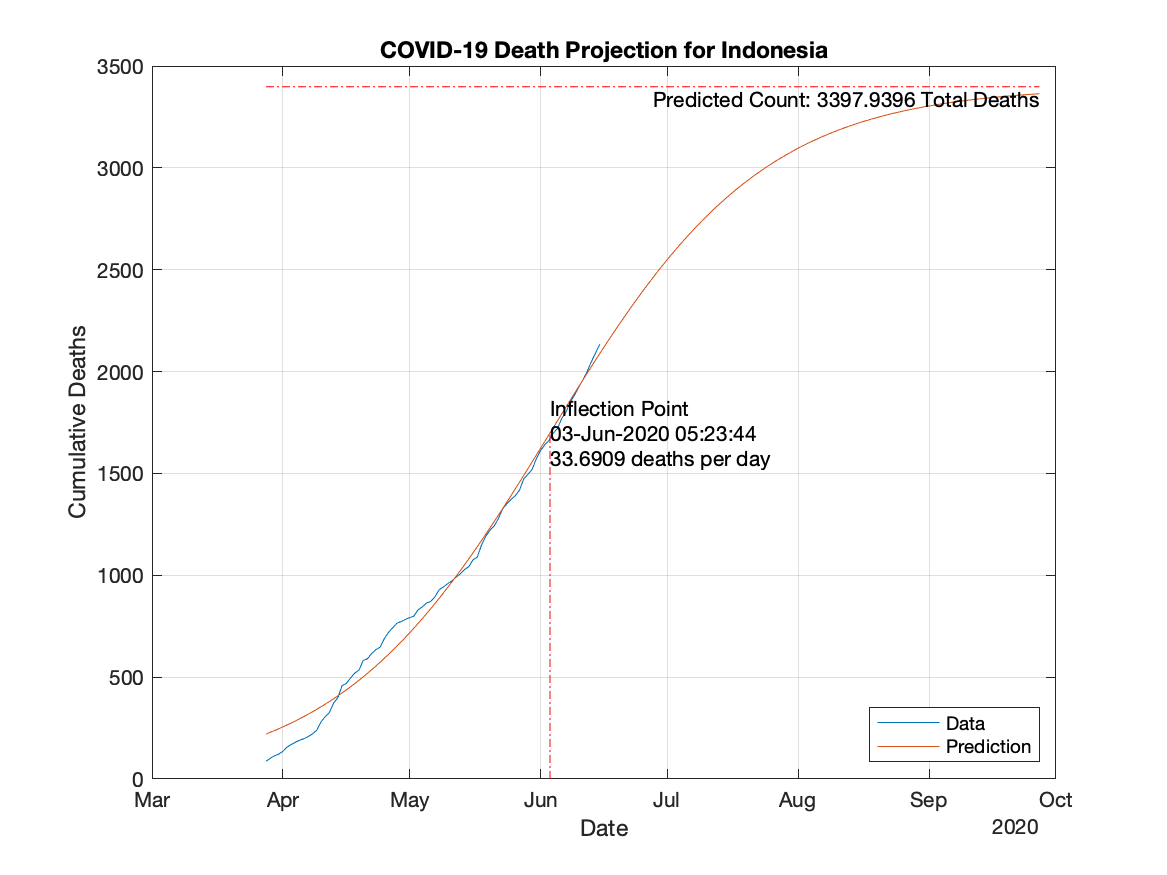 COVID-19 Death Projection for Indonesia
3500
Predicted Count: 3397.9396 Total Deaths
3000
2500
2000
Inflection Point
03-Jun-2020 05:23:44
33.6909 deaths per day
1500
1000
500
0
Cumulative Deaths
Data
Prediction
Mar Apr May Jun Jul Aug Sep Oct
Date
2020